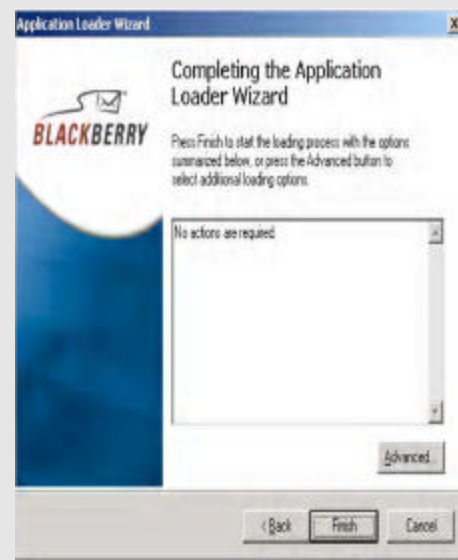 Application Loader Wizard
BLACKBERRY
Completing the Application
Loader Wizard
Press Finish to start the loading process with the options
summarized below, or press the Advanced button to
select additional loading options.
No actions are required
Advanced...
< Back
Finish
Cancel